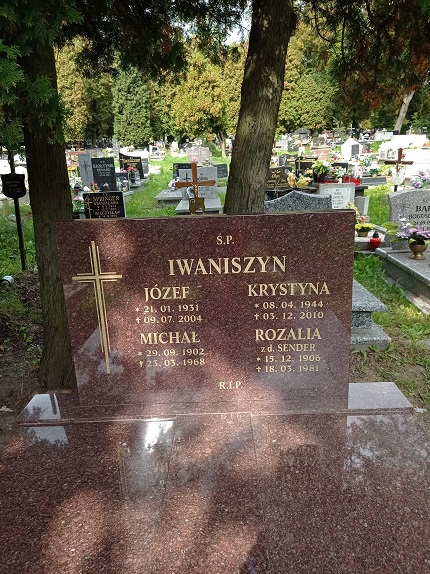 Ś.P.
IWANISZYN
JÓZEF
* 21. 01. 1931
† 09. 07. 2004
KRYSTYNA
* 08. 04. 1944
† 03. 12. 2010
MICHAŁ
* 29. 09. 1902
† 23. 03. 1968
ROZALIA
z d. SENDER
* 15. 12. 1906
† 18. 03. 1981
R.I.P.
SPRINGER